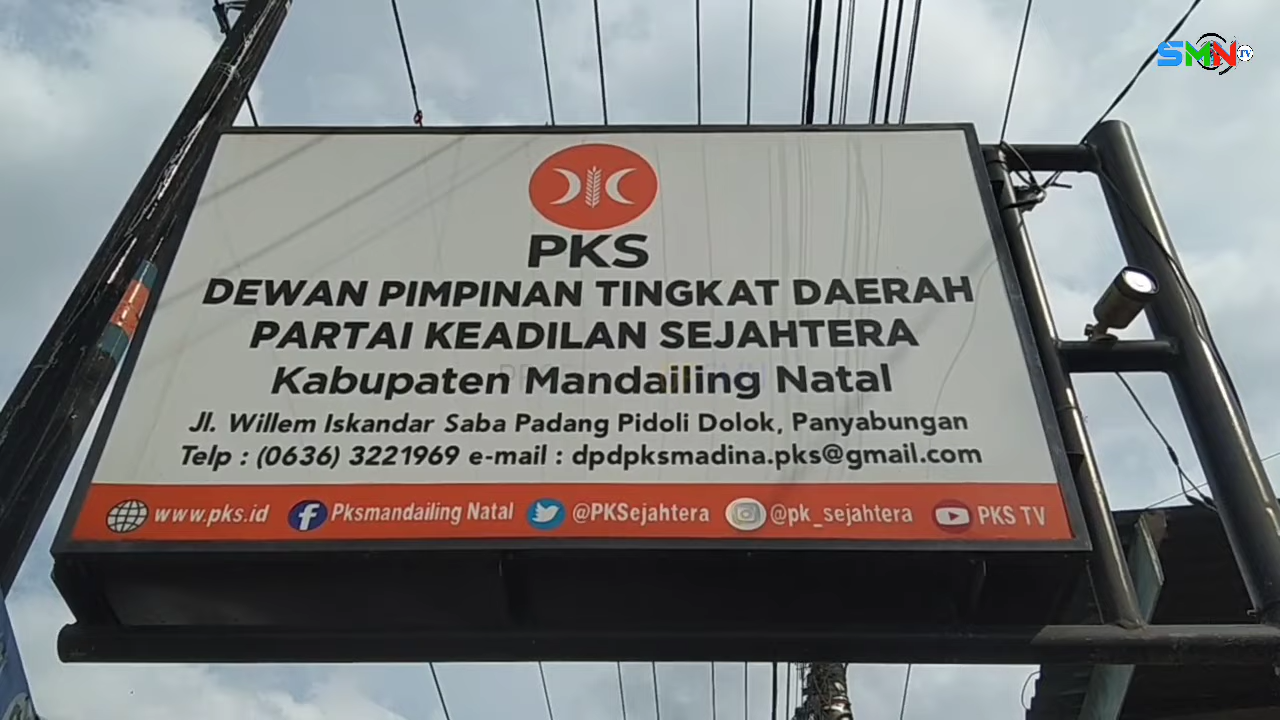 SMN TV
PKS
DEWAN PIMPINAN TINGKAT DAERAH
PARTAI KEADILAN SEJAHTERA
Kabupaten Mandailing Natal
Jl. Willem Iskandar Saba Padang Pidoli Dolok, Panyabungan
Telp : (0636) 3221969 e-mail : dpdpksmadina.pks@gmail.com
www.pks.id Pksmandailing Natal @PKSejahtera @pk_sejahtera PKS TV